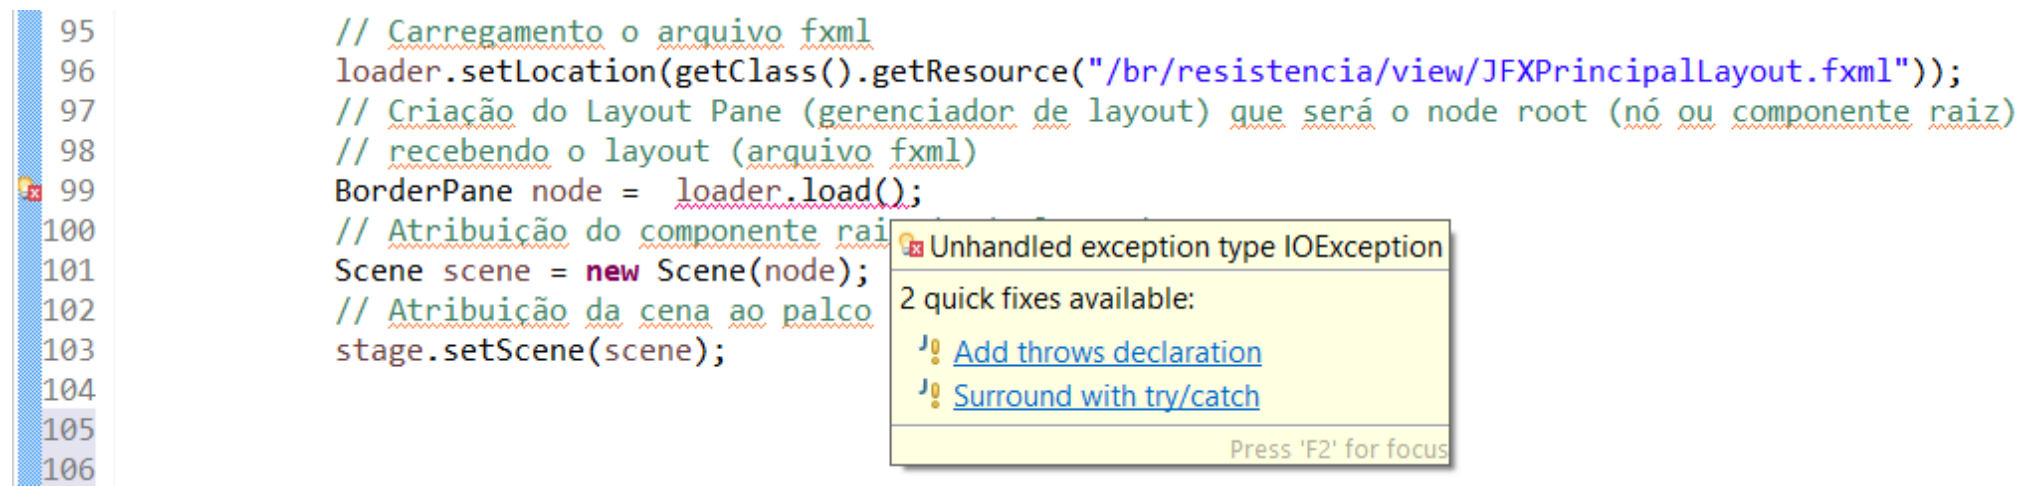 95 // Carregamento o arquivo fxml
96 loader.setLocation(getClass().getResource("/br/resistencia/view/JFXPrincipalLayout.fxml"));
97 // Criação do Layout Pane (gerenciador de layout) que será o node root (nó ou componente raiz)
98 // recebendo o layout (arquivo fxml)
99 BorderPane node = loader.load();
100 // Atribuição do componente rai
101 Scene scene = new Scene(node);
102 // Atribuição da cena ao palco
103 stage.setScene(scene);
104
105
106
Unhandled exception type IOException
2 quick fixes available:
Add throws declaration
Surround with try/catch
Press 'F2' for focus